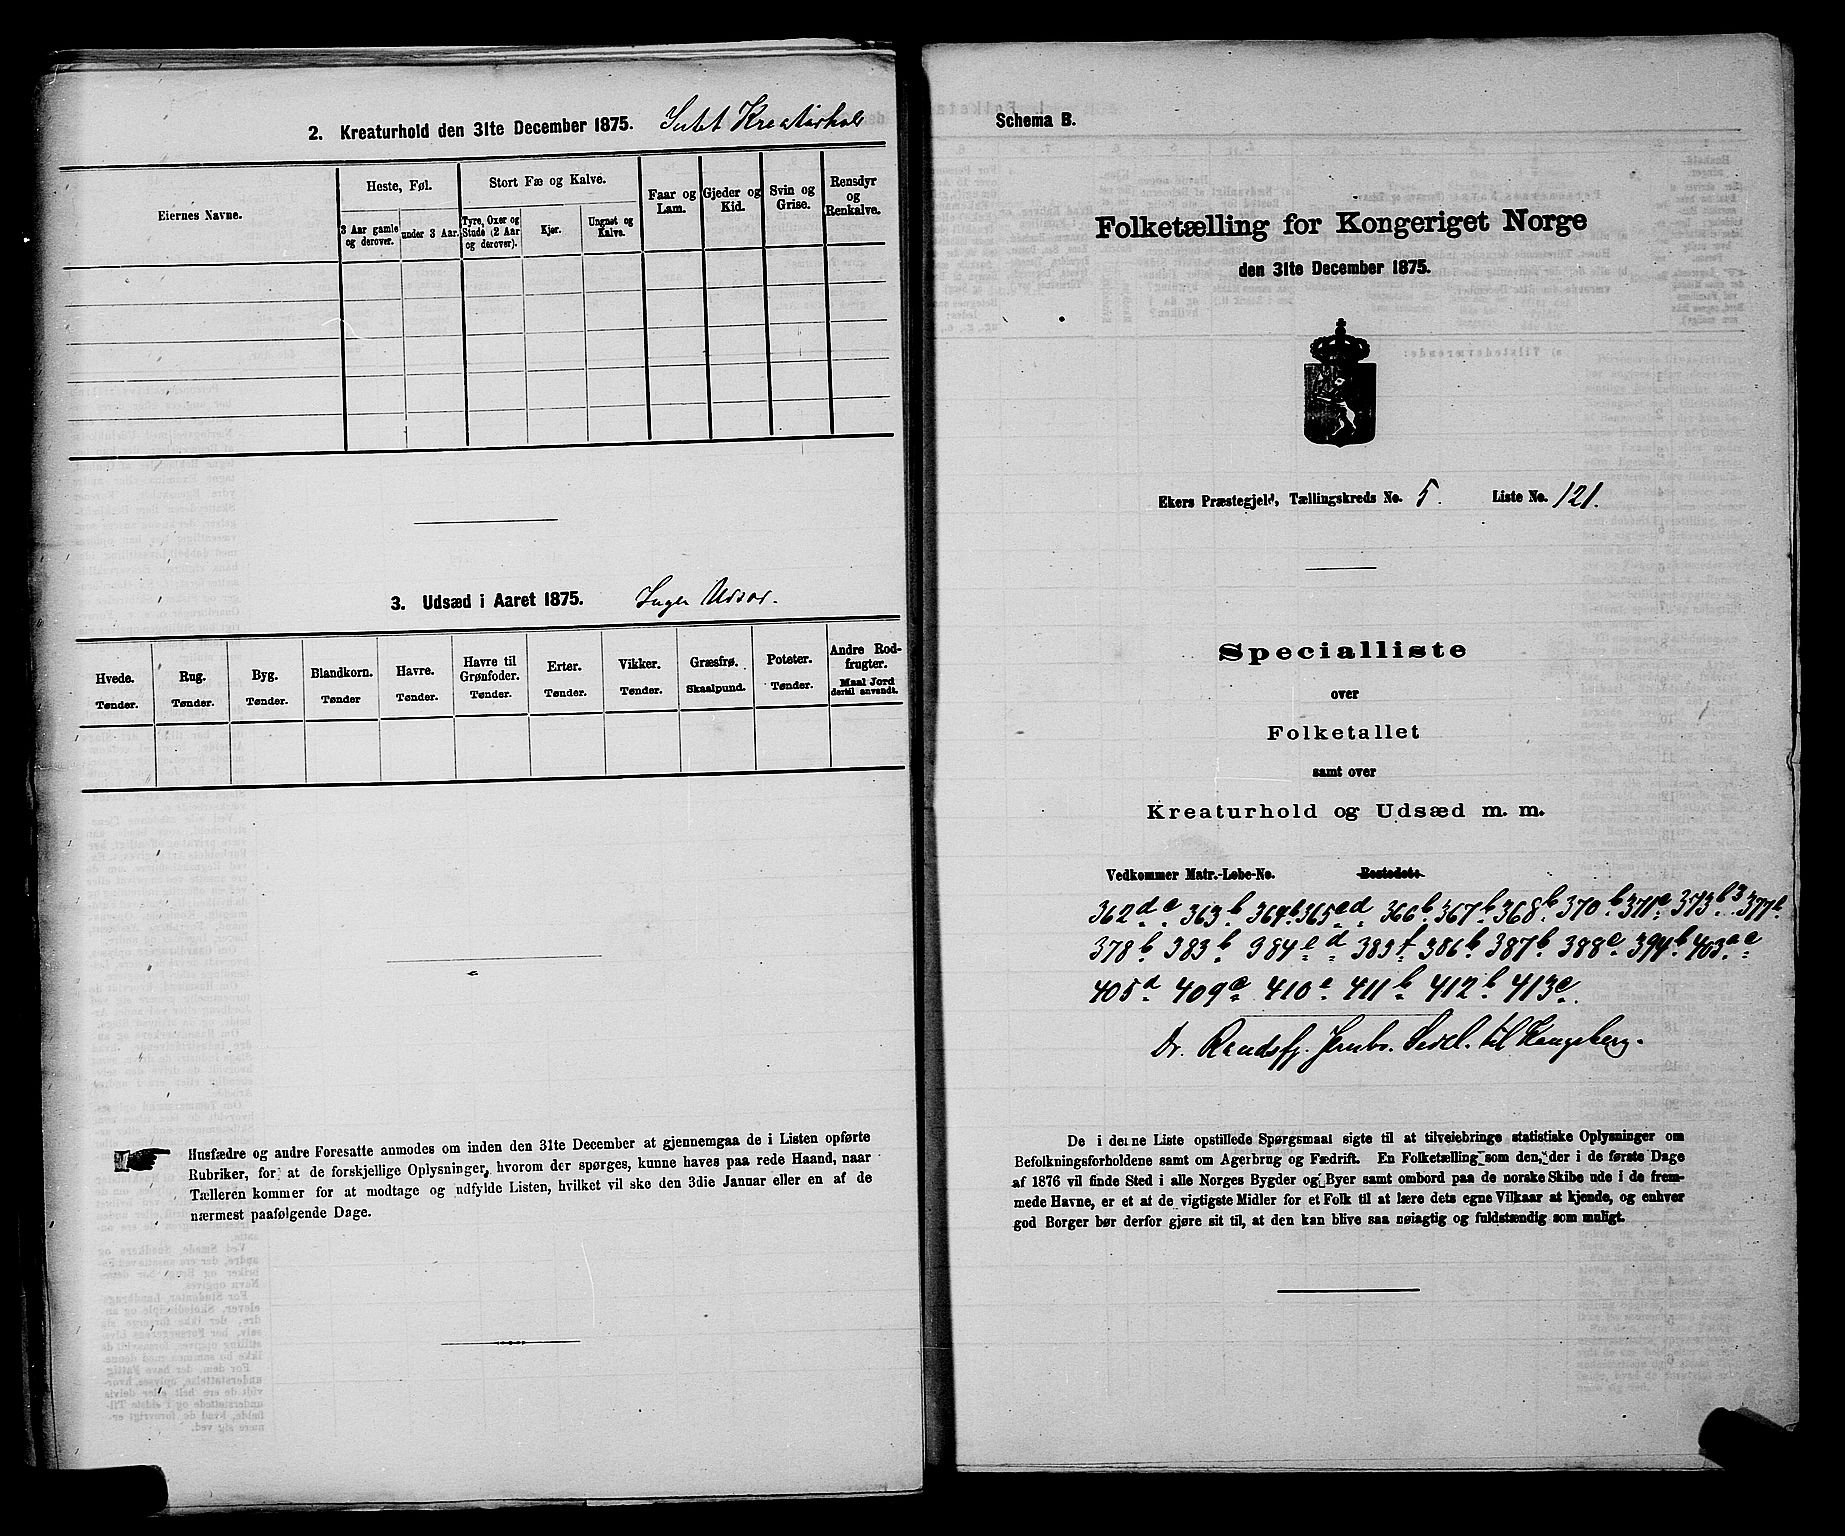 2. Kreaturhold den 31te December 1875. Intet Kreaturhold
Eiernes Navne.
Heste, Føl.
Stort Fæ og Kalve.
Faar og Lam.
Gjeder og Kid.
Svin og Grise.
Rensdyr og Renkalve.
3 Aar gamle og derover.
under 3 Aar.
Tyre, Oxer og Stude (2 Aar og derover).
Kjør.
Ungnøt og Kalve.
3. Udsæd i Aaret 1875. Ingen Udsæd.
Hvede. Tønder.
Rug. Tønder.
Byg. Tønder.
Blandkorn. Tønder
Havre. Tønder.
Havre til Grønfoder. Tønder.
Erter. Tønder.
Vikker. Tønder.
Græsfrø. Skaalpund.
Poteter. Tønder.
Andre Rodfrugter. Maal Jord dertil anvendt.
Husfædre og andre Foresatte anmodes om inden den 31te December at gjennemgaa de i Listen opførte
Rubriker, for at de forskjellige Oplysninger, hvorom der spørges, kunne haves paa rede Haand, naar
Tælleren kommer for at modtage og udfylde Listen, hvilket vil ske den 3die Januar eller en af de
nærmest paafølgende Dage.
Schema B.
Folketælling for Kongeriget Norge
den 31te December 1875.
Ekers Præstegjeld, Tællingskreds No. 5. Liste No. 121.
Specialliste
over
Folketallet
samt over
Kreaturhold og Udsæd m. m.
Vedkommer Matr.-Løbe-No. Bostedets
362 d e 363 b 364 b 365 c d 366 b 367 b 368 b 370 b 371 c 373 b 3 377 b
378 b 383 b 384 c d 385 f 386 b 387 b 388 c 394 b 403 a c
405 d 409 c 410 c 411 b 412 b 413 c
Dr. Randsfj. Jernb. Sidel. til Kongsberg.
De i denne Liste opstillede Spørgsmaal sigte til at tilveiebringe statistiske Oplysninger om
Befolkningsforholdene samt om Agerbrug og Fædrift. En Folketælling som den, der i de første Dage
af 1876 vil finde Sted i alle Norges Bygder og Byer samt ombord paa de norske Skibe ude i de frem-
mede Havne, er et af de vigtigste Midler for et Folk til at lære dets egne Vilkaar at kjende, og enhver
god Borger bør derfor gjøre sit til, at den kan blive saa nøiagtig og fuldstændig som muligt.